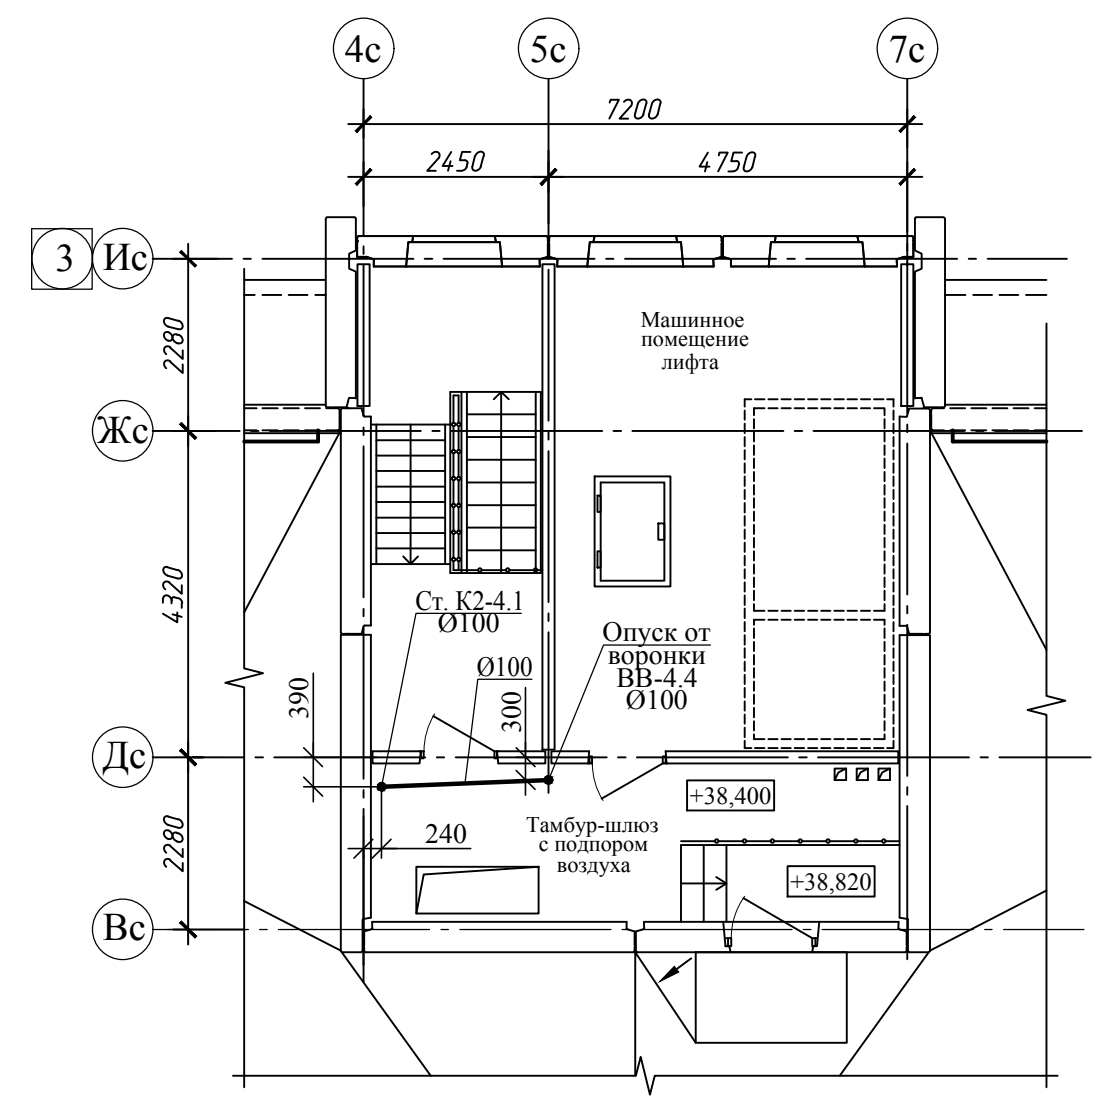 4с
5с
7с
7200
2450
4750
3
Ис
2280
Машинное
помещение
лифта
Жс
4320
Ст. К2-4.1
Ø100
Опуск от
воронки
ВВ-4.4
Ø100
Ø100
390
300
Дс
+38,400
240
Тамбур-шлюз
с подпором
воздуха
2280
+38,820
Вс